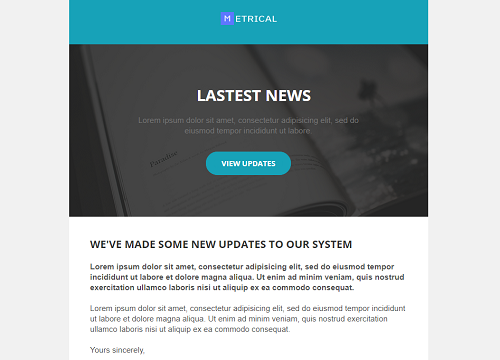 METRICAL
LASTEST NEWS
Lorem ipsum dolor sit amet, consectetur adipisicing elit, sed do
eiusmod tempor incididunt ut labore.
Paradise
VIEW UPDATES
WE'VE MADE SOME NEW UPDATES TO OUR SYSTEM
Lorem ipsum dolor sit amet, consectetur adipisicing elit, sed do eiusmod tempor
incididunt ut labore et dolore magna aliqua. Ut enim ad minim veniam, quis nostrud
exercitation ullamco laboris nisi ut aliquip ex ea commodo consequat.
Lorem ipsum dolor sit amet, consectetur adipisicing elit, sed do eiusmod tempor
incididunt ut labore et dolore magna aliqua. Ut enim ad minim veniam, quis nostrud
exercitation ullamco laboris nisi ut aliquip ex ea commodo consequat.
Yours sincerely,